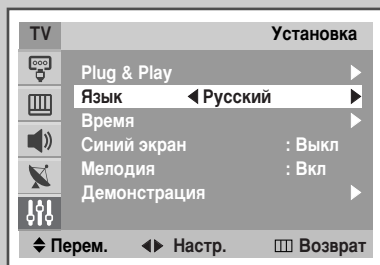 TV Установка
Plug & Play
Язык Русский
Время
Синий экран : Выкл
Мелодия : Вкл
Демонстрация
Перем. Настр. Возврат